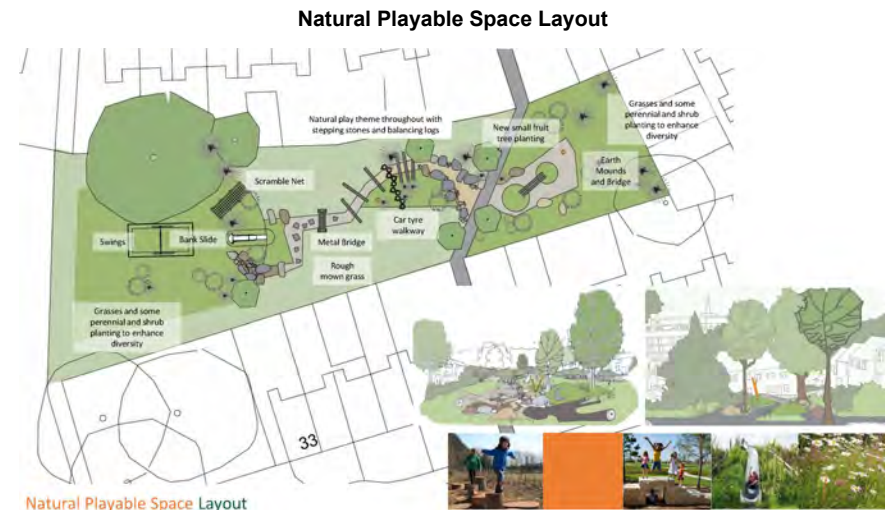 Natural Playable Space Layout
Natural play theme throughout with
stepping stones and balancing logs
New small fruit
tree planting
Grasses and some
perennial and shrub
planting to enhance
diversity
Earth
Mounds
and Bridge
Scramble Net
Car tyre
walkway
Swings
Bank Slide
Metal Bridge
Rough
mown grass
Grasses and some
perennial and shrub
planting to enhance
diversity
33
Natural Playable Space Layout